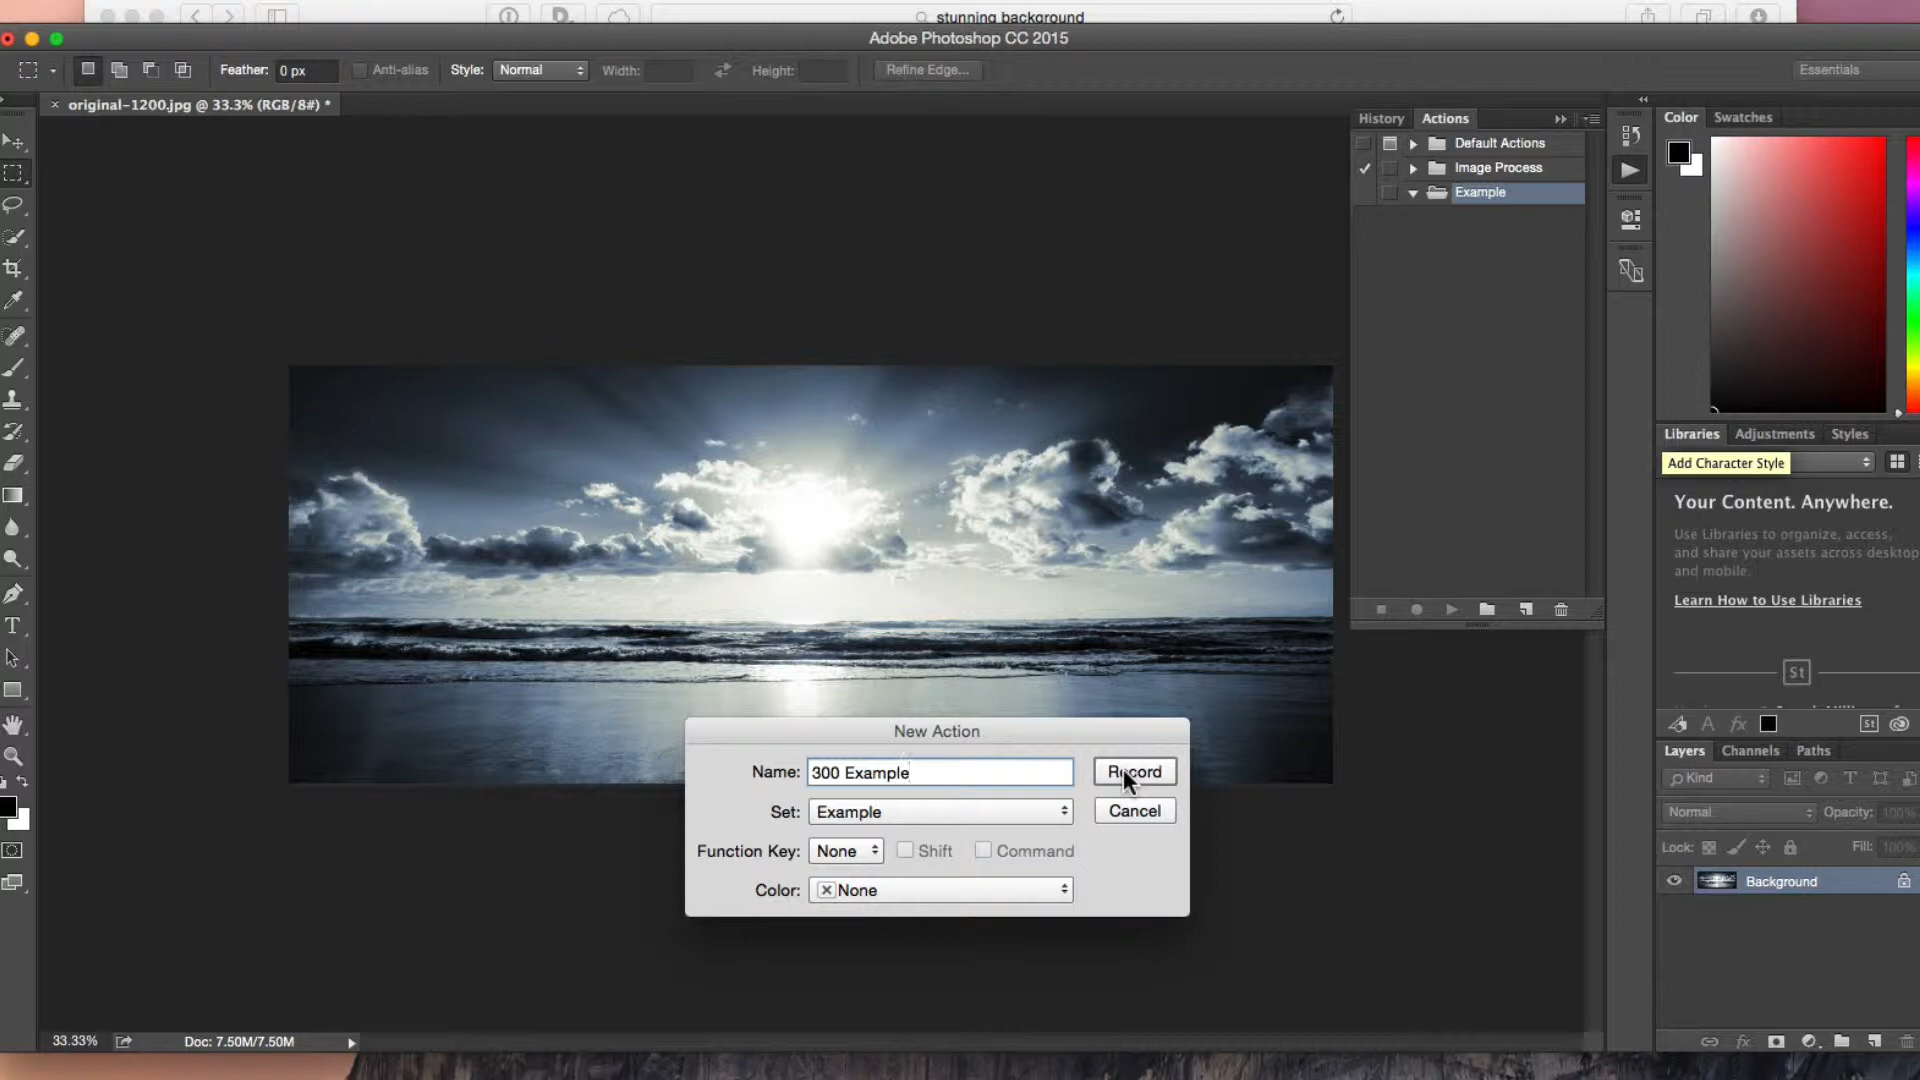 stunning background
Adobe Photoshop CC 2015
Feather: 0 px Anti-alias Style: Normal Width: Height: Refine Edge... Essentials
× original-1200.jpg @ 33.3% (RGB/8#) *
History Actions
Default Actions
Image Process
Example
Color Swatches
Libraries Adjustments Styles
Add Character Style
Your Content. Anywhere.
Use Libraries to organize, access,
and share your assets across desktop
and mobile.
Learn How to Use Libraries
St
St
Layers Channels Paths
Kind
Normal Opacity: 100%
Lock: Fill: 100%
Background
New Action
Name: 300 Example Record
Set: Example Cancel
Function Key: None Shift Command
Color: None
33.33% Doc: 7.50M/7.50M